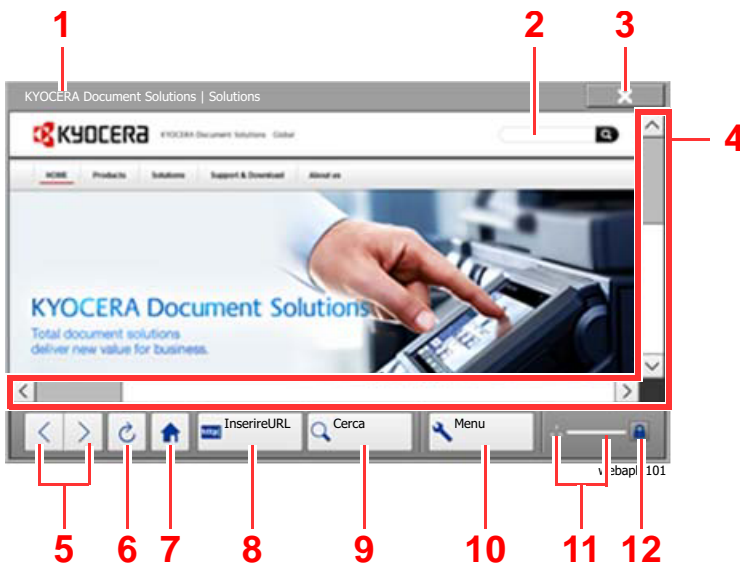 1 2 3
KYOCERA Document Solutions | Solutions
KYOCERA KYOCERA Document Solutions Global
4
HOME Products Solutions Support & Download About us
KYOCERA Document Solutions
Total document solutions
deliver new value for business.
InserireURL Cerca Menu
101
5 6 7 8 9 10 11 12